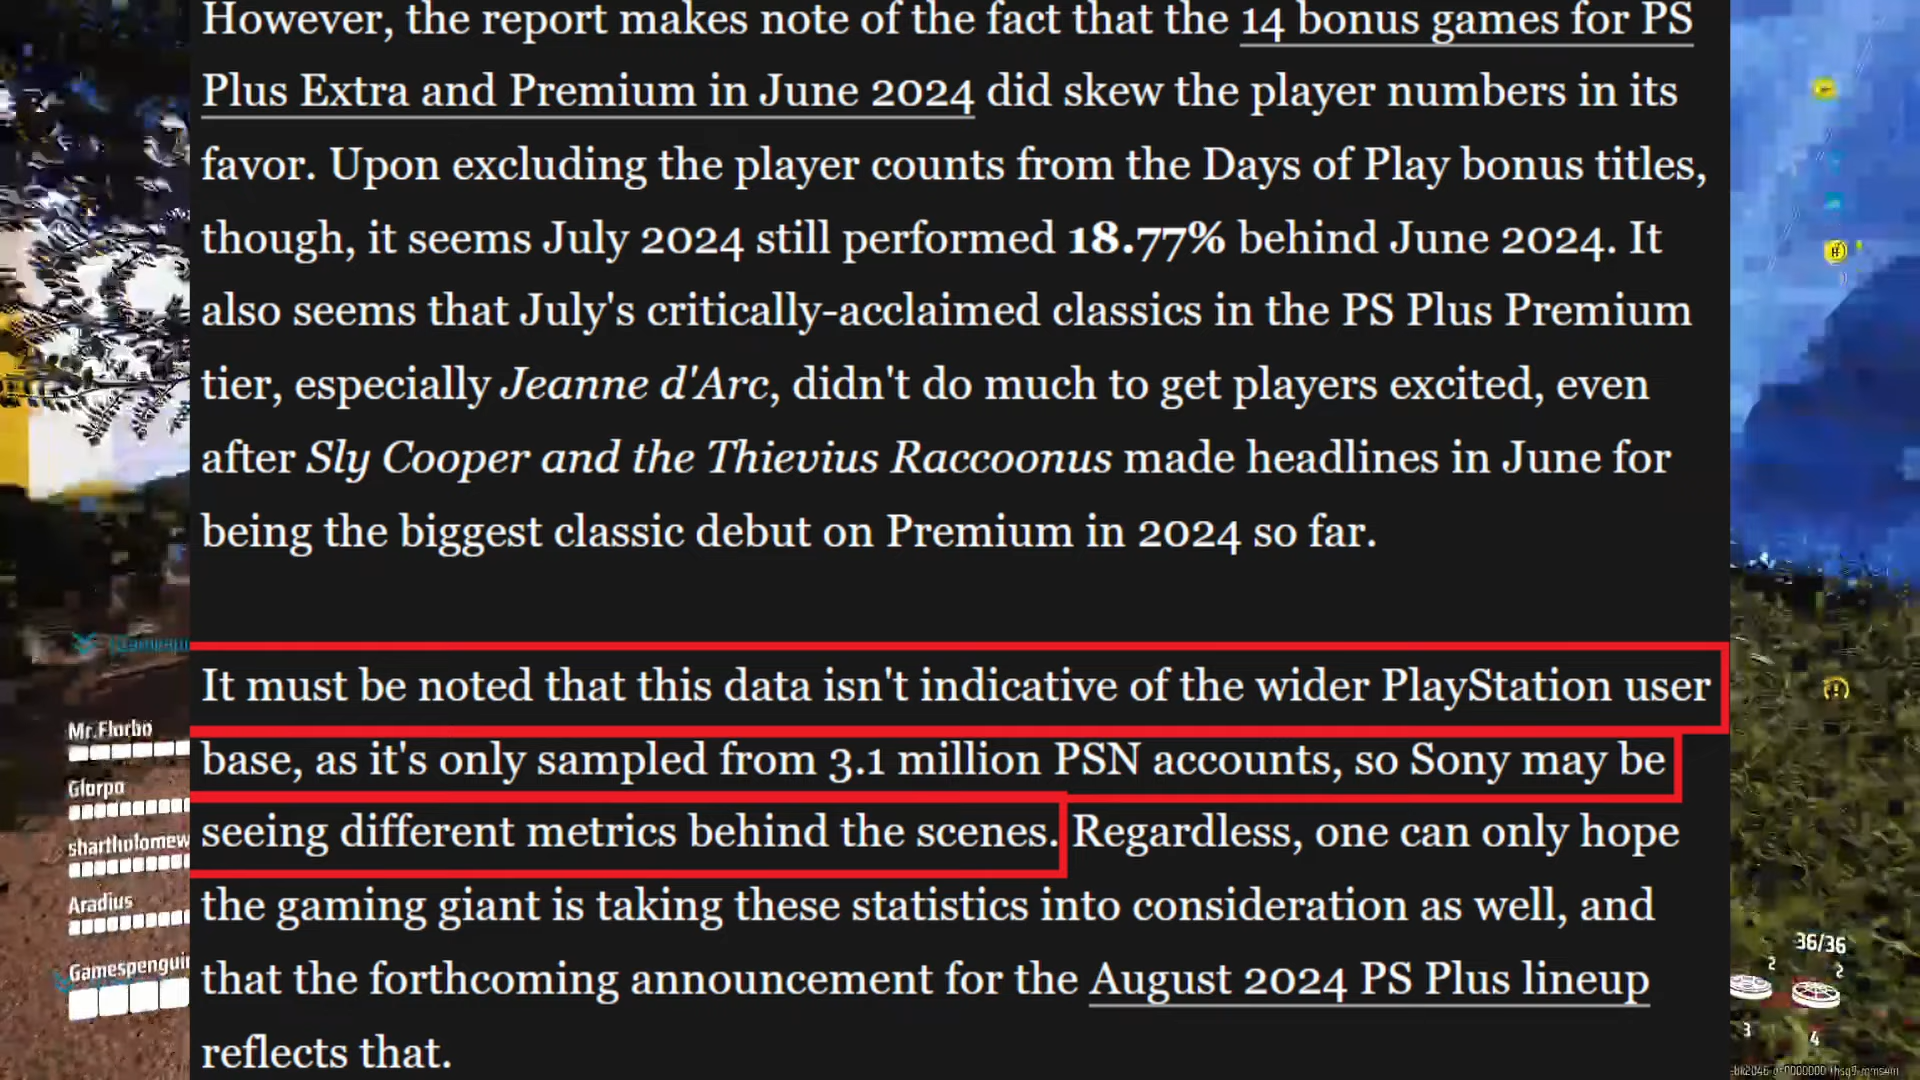 However, the report makes note of the fact that the 14 bonus games for PS
Plus Extra and Premium in June 2024 did skew the player numbers in its
favor. Upon excluding the player counts from the Days of Play bonus titles,
though, it seems July 2024 still performed 18.77% behind June 2024. It
also seems that July's critically-acclaimed classics in the PS Plus Premium
tier, especially Jeanne d'Arc, didn't do much to get players excited, even
after Sly Cooper and the Thievius Raccoonus made headlines in June for
being the biggest classic debut on Premium in 2024 so far.
It must be noted that this data isn't indicative of the wider PlayStation user
base, as it's only sampled from 3.1 million PSN accounts, so Sony may be
seeing different metrics behind the scenes. Regardless, one can only hope
the gaming giant is taking these statistics into consideration as well, and
that the forthcoming announcement for the August 2024 PS Plus lineup
reflects that.
Mr.Florbo
Glorpo
shartholomew
Aradius
Gamespenguin
36/36
2
2
3
4